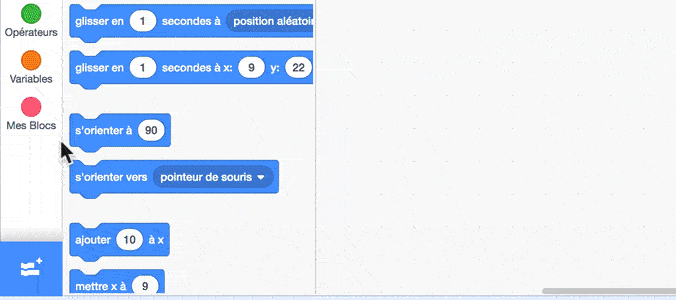 glisser en 1 secondes à position aléatoir
Opérateurs
glisser en 1 secondes à x: 9 y: 22
Variables
Mes Blocs
s'orienter à 90
s'orienter vers pointeur de souris
ajouter 10 à x
mettre x à 9